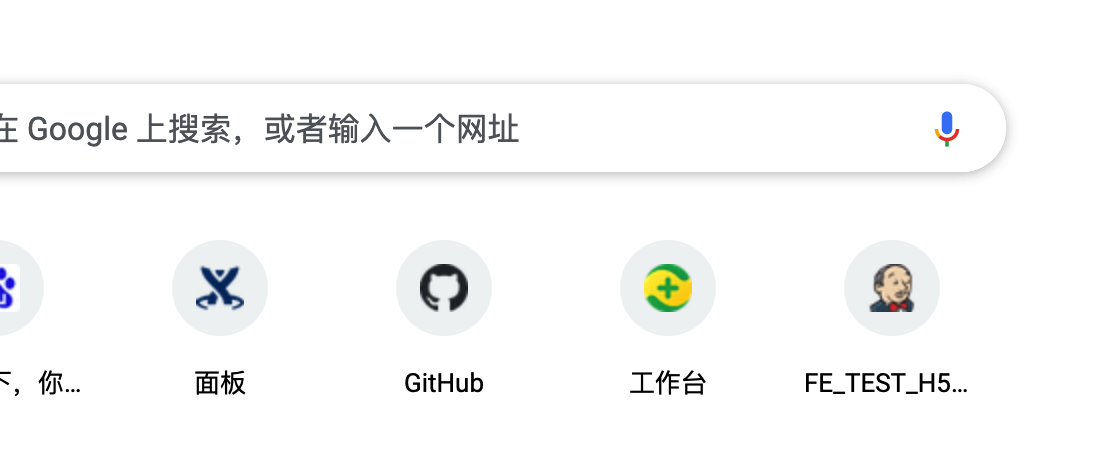 在 Google 上搜索，或者输入一个网址
下，你...
面板
GitHub
工作台
FE_TEST_H5...